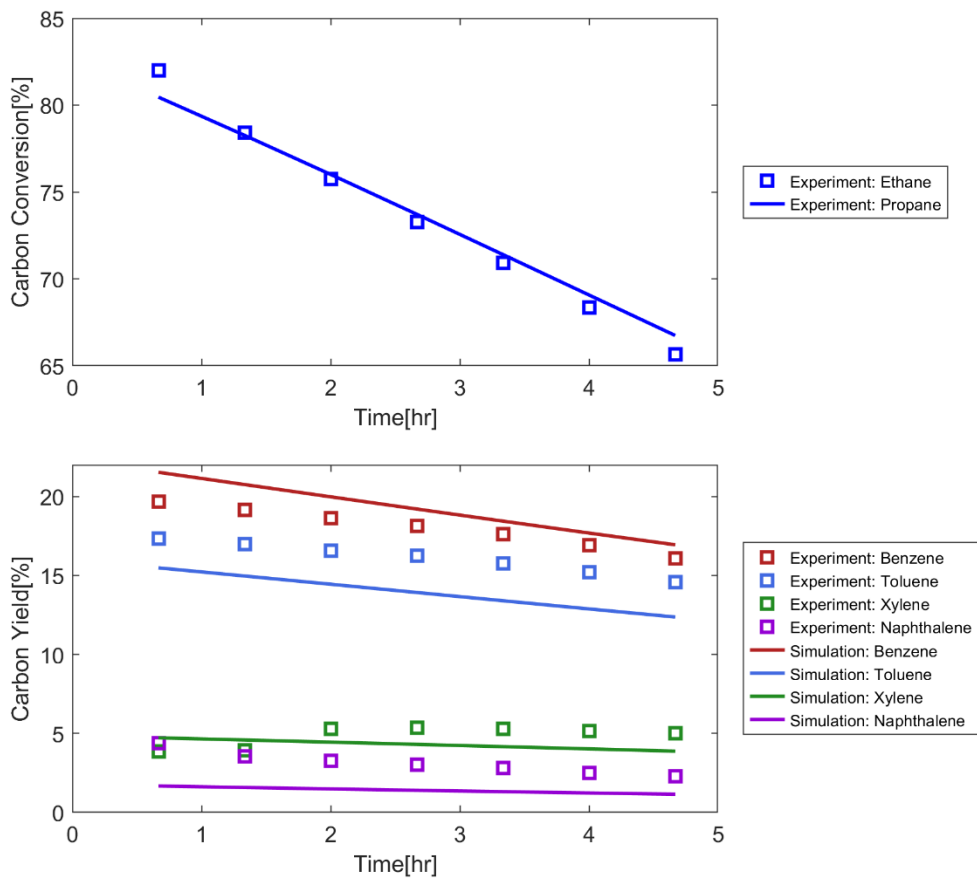 85
80
75
70
65
Carbon Conversion[%]
0 1 2 3 4 5
Time[hr]
Experiment: Ethane
Experiment: Propane
20
15
10
5
0
Carbon Yield[%]
0 1 2 3 4 5
Time[hr]
Experiment: Benzene
Experiment: Toluene
Experiment: Xylene
Experiment: Naphthalene
Simulation: Benzene
Simulation: Toluene
Simulation: Xylene
Simulation: Naphthalene